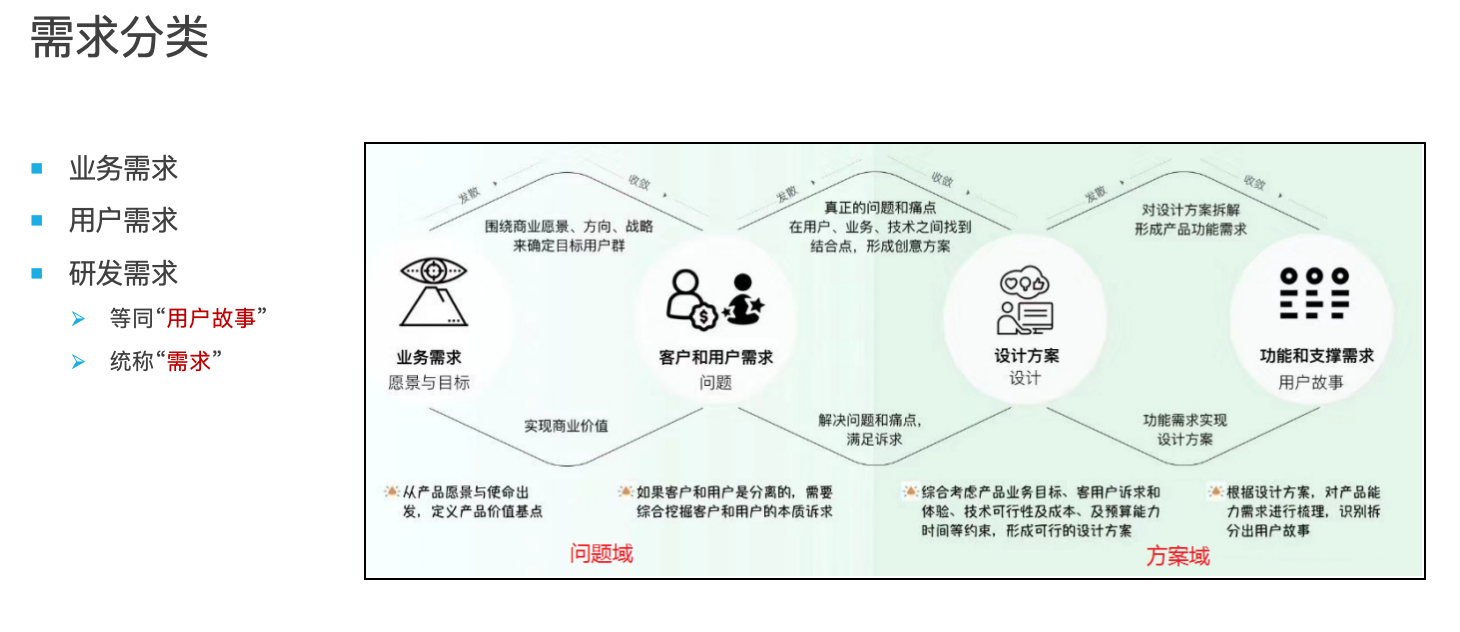 需求分类
业务需求
用户需求
研发需求
等同“用户故事”
统称“需求”
发散
收敛
发散
收敛
发散
收敛
围绕商业愿景、方向、战略
来确定目标用户群
真正的问题和痛点
在用户、业务、技术之间找到
结合点，形成创意方案
对设计方案拆解
形成产品功能需求
业务需求
愿景与目标
客户和用户需求
问题
设计方案
设计
功能和支撑需求
用户故事
实现商业价值
解决问题和痛点，
满足诉求
功能需求实现
设计方案
从产品愿景与使命出
发，定义产品价值基点
如果客户和用户是分离的，需要
综合挖掘客户和用户的本质诉求
综合考虑产品业务目标、客用户诉求和
体验、技术可行性及成本、及预算能力
时间等约束，形成可行的设计方案
根据设计方案，对产品能
力需求进行梳理，识别拆
分出用户故事
问题域
方案域